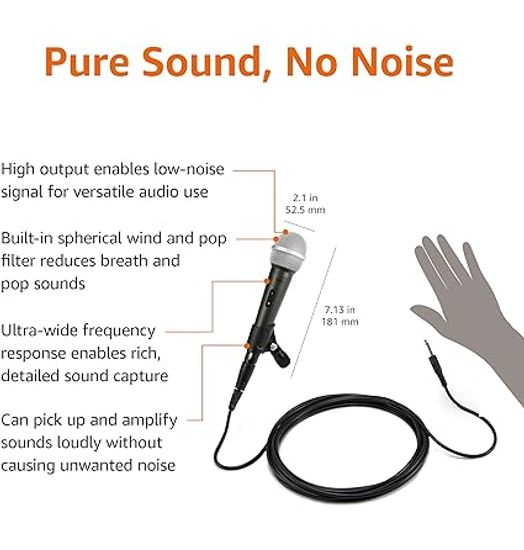 Pure Sound, No Noise
High output enables low-noise
signal for versatile audio use
2.1 in
52.5 mm
Built-in spherical wind and pop
filter reduces breath and
pop sounds
7.13 in
181 mm
Ultra-wide frequency
response enables rich,
detailed sound capture
Can pick up and amplify
sounds loudly without
causing unwanted noise